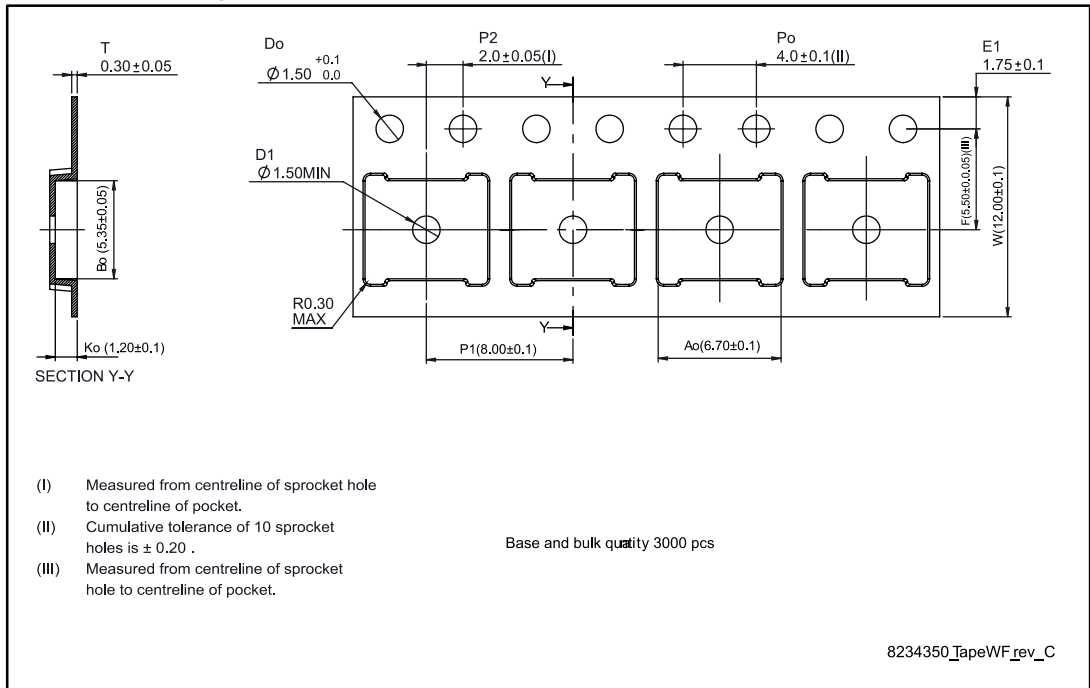 T
0.30±0.05
Do
Ø1.50 +0.1 0.0
P2
2.0±0.05(I)
Po
4.0±0.1(II)
E1
1.75±0.1
Y
D1
Ø1.50MIN
F(5.50±0.0.05)(III)
W(12.00±0.1)
Bo (5.35±0.05)
R0.30
MAX
Y
Ko (1.20±0.1)
P1(8.00±0.1)
Ao(6.70±0.1)
SECTION Y-Y
(I) Measured from centreline of sprocket hole
to centreline of pocket.
(II) Cumulative tolerance of 10 sprocket
holes is ± 0.20 .
(III) Measured from centreline of sprocket
hole to centreline of pocket.
Base and bulk quatity 3000 pcs
8234350_TapeWF_rev_C